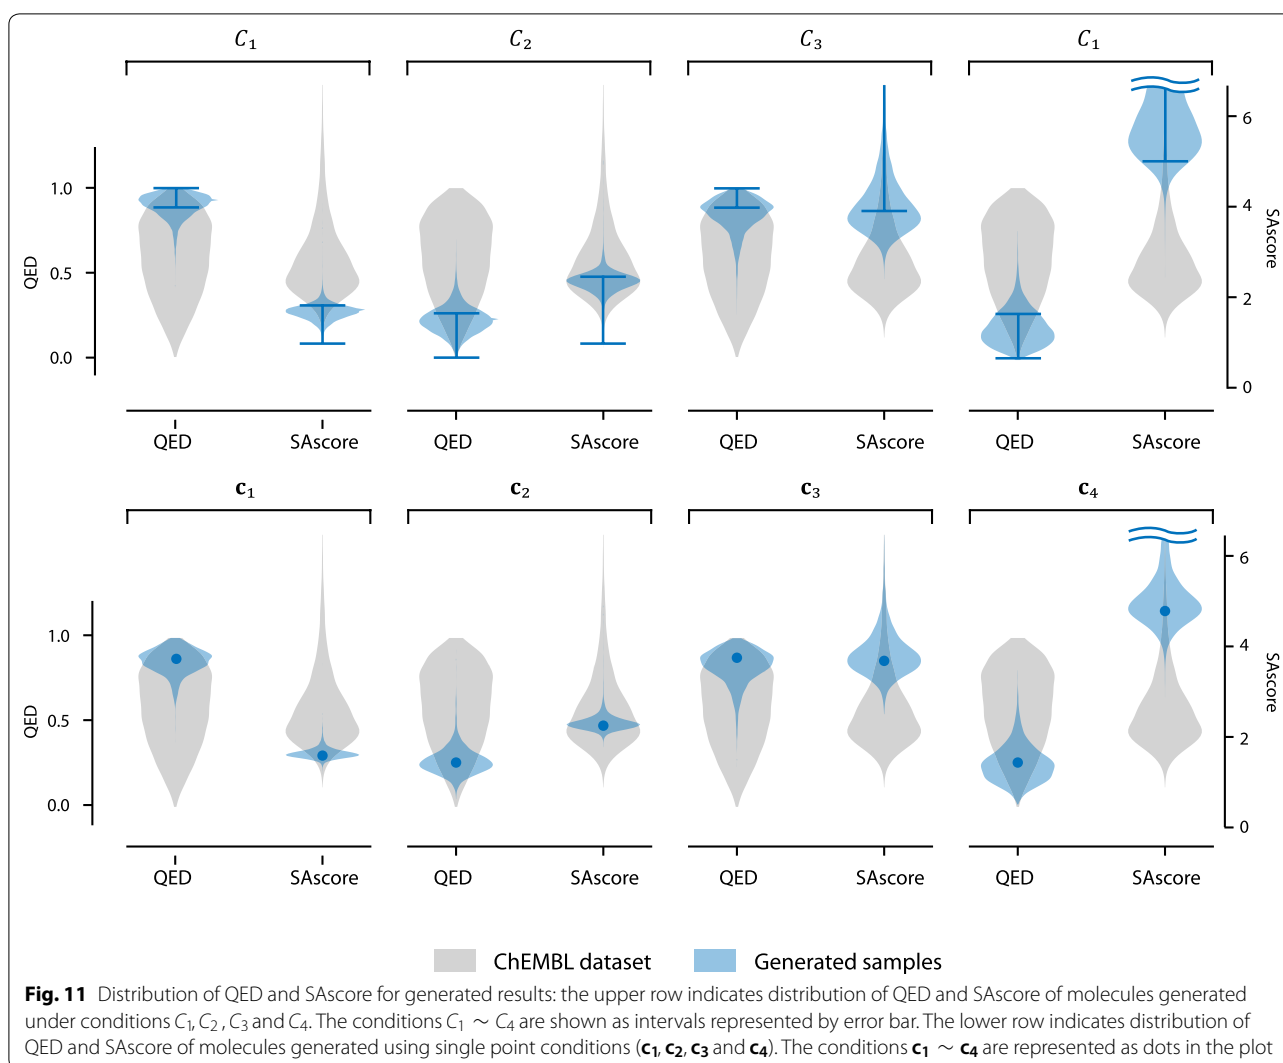 C1 C2 C3 C1
QED
1.0
0.5
0.0
6
4
2
0
SAscore
QED SAscore QED SAscore QED SAscore QED SAscore
c1 c2 c3 c4
QED
1.0
0.5
0.0
6
4
2
0
SAscore
QED SAscore QED SAscore QED SAscore QED SAscore
ChEMBL dataset Generated samples
Fig. 11 Distribution of QED and SAscore for generated results: the upper row indicates distribution of QED and SAscore of molecules generated
under conditions C1, C2 , C3 and C4. The conditions C1 ∼ C4 are shown as intervals represented by error bar. The lower row indicates distribution of
QED and SAscore of molecules generated using single point conditions (c1, c2, c3 and c4). The conditions c1 ∼ c4 are represented as dots in the plot